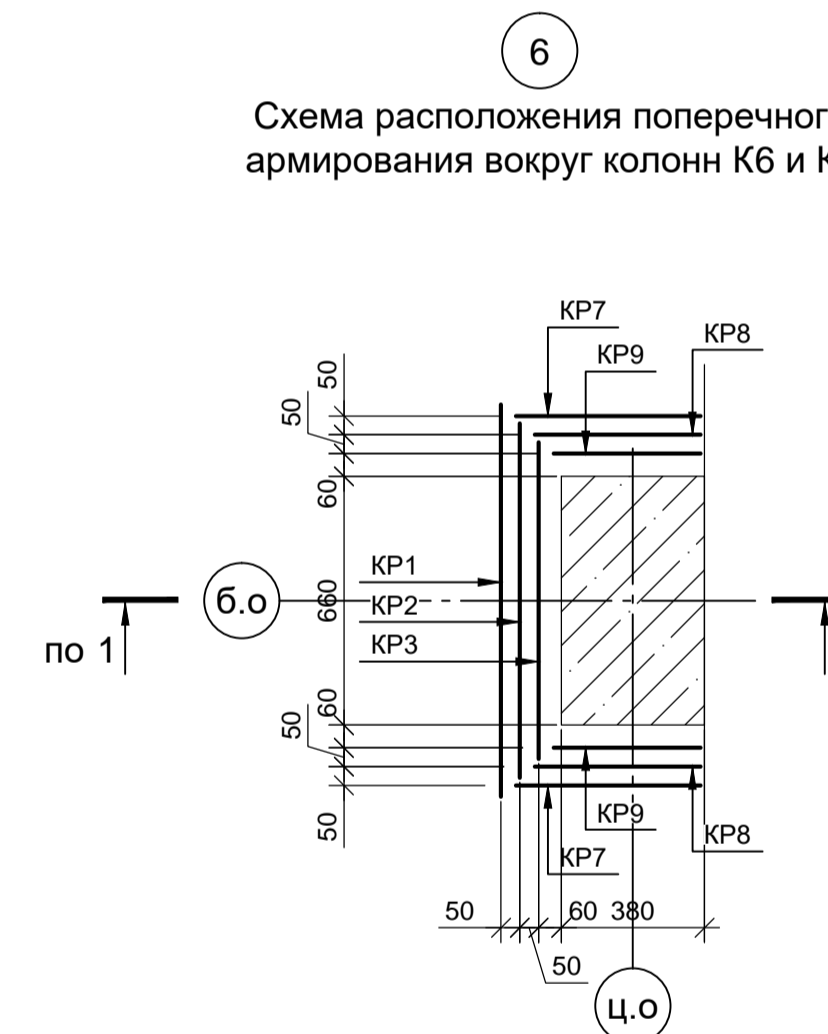 6
Схема расположения поперечног
армирования вокруг колонн К6 и К
КР7
КР8
КР9
50
50
60
КР1
б.о
660
КР2
КР3
по 1
60
50
50
КР9
КР8
КР7
50
60
380
50
ц.о